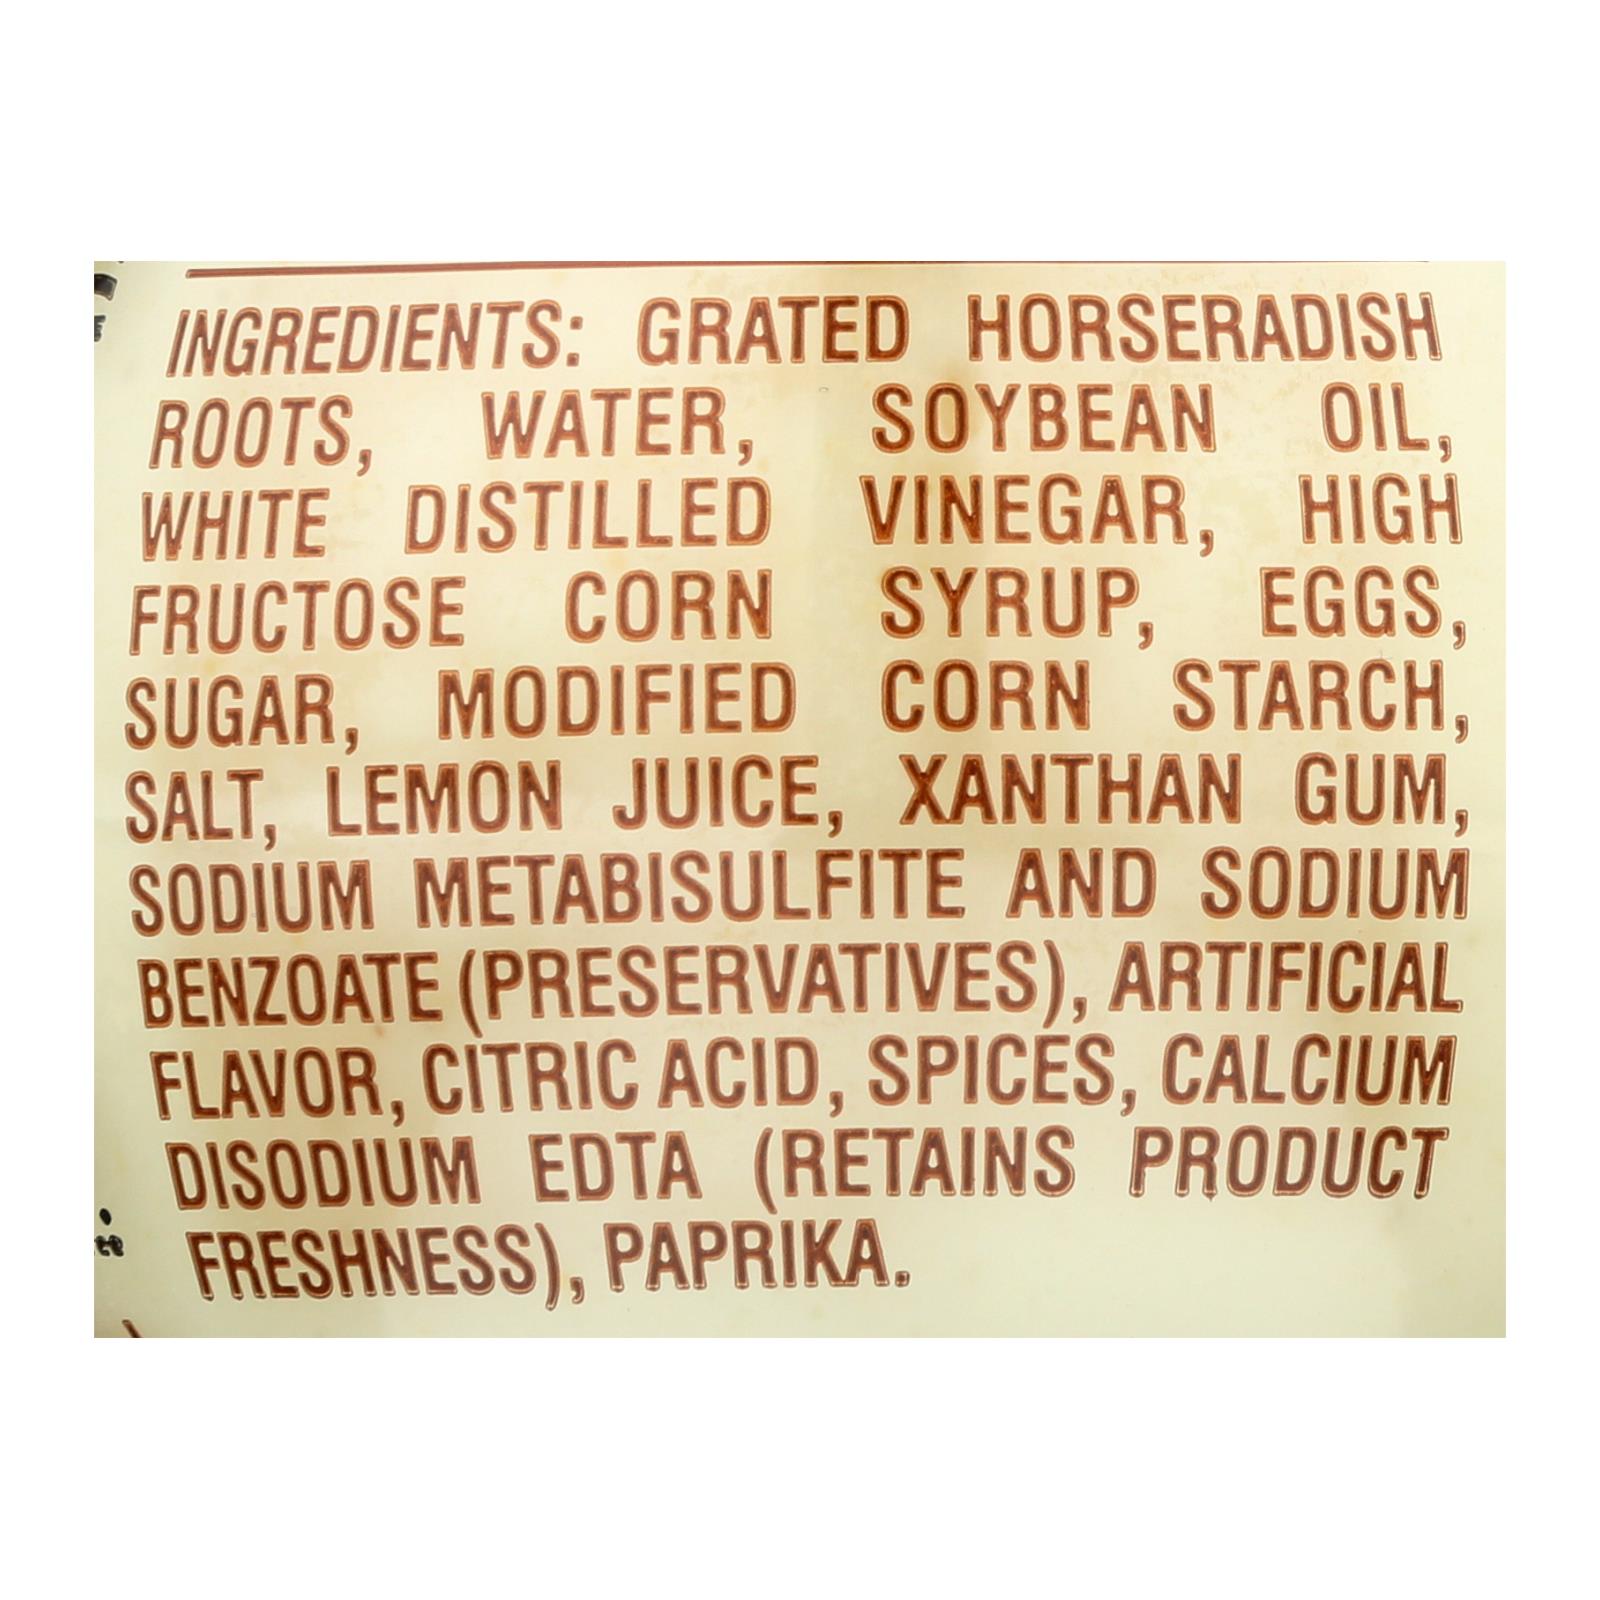 INGREDIENTS: GRATED HORSERADISH
ROOTS, WATER, SOYBEAN OIL,
WHITE DISTILLED VINEGAR, HIGH
FRUCTOSE CORN SYRUP, EGGS,
SUGAR, MODIFIED CORN STARCH,
SALT, LEMON JUICE, XANTHAN GUM,
SODIUM METABISULFITE AND SODIUM
BENZOATE (PRESERVATIVES), ARTIFICIAL
FLAVOR, CITRIC ACID, SPICES, CALCIUM
DISODIUM EDTA (RETAINS PRODUCT
FRESHNESS), PAPRIKA.